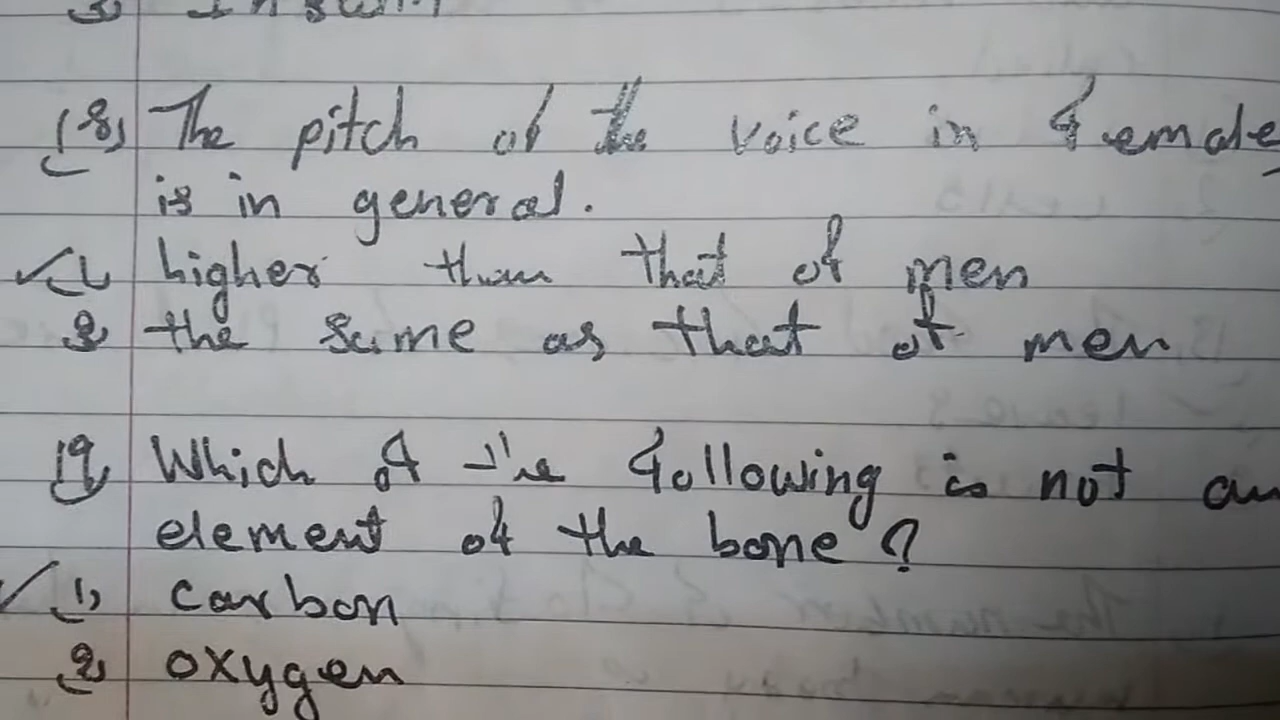 18) The pitch of the voice in female
is in general.
✓ 1) higher than that of men
2) the same as that of men
19) Which of the following is not an
element of the bone?
✓ 1) carbon
2) oxygen